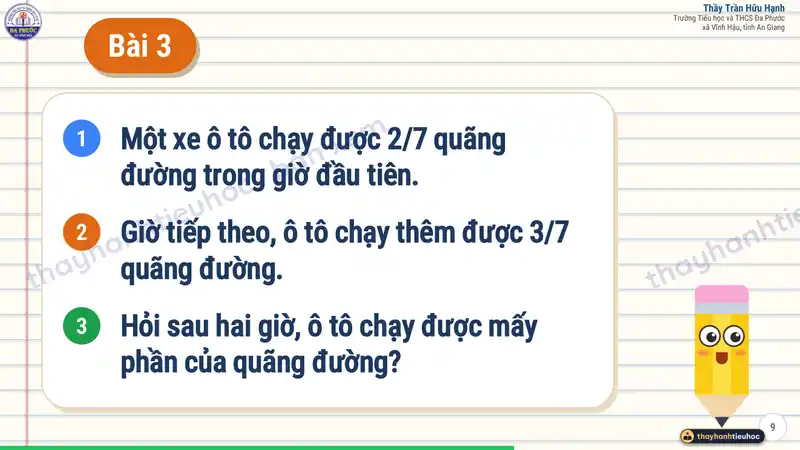 Thầy Trần Hữu Hạnh
Trường Tiểu học và THCS Đa Phước
xã Vĩnh Hậu, tỉnh An Giang
ĐA PHƯỚC
Bài 3
1 Một xe ô tô chạy được 2/7 quãng
đường trong giờ đầu tiên.
2 Giờ tiếp theo, ô tô chạy thêm được 3/7
quãng đường.
3 Hỏi sau hai giờ, ô tô chạy được mấy
phần của quãng đường?
thayhanhtieuhoc
9